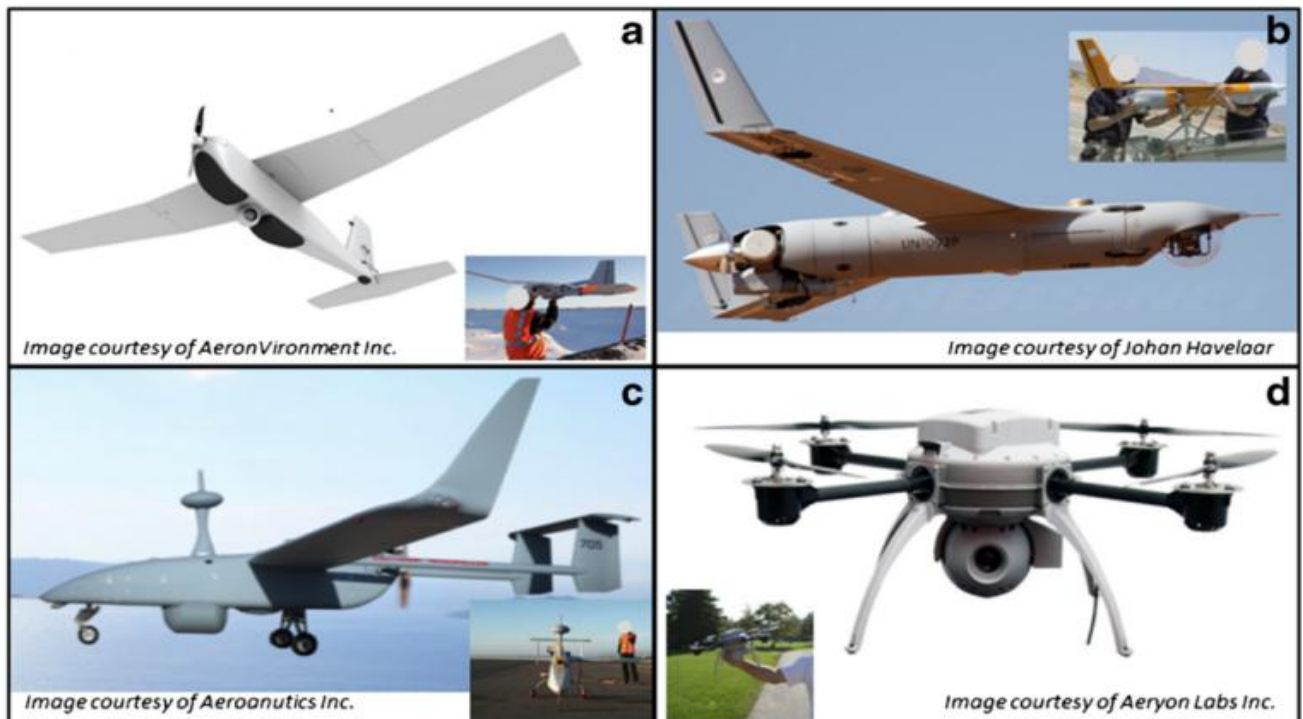 a
Image courtesy of AeronVironment Inc.
b
UN1092P
Image courtesy of Johan Havelaar
c
705
Image courtesy of Aeroanutics Inc.
d
Image courtesy of Aeryon Labs Inc.